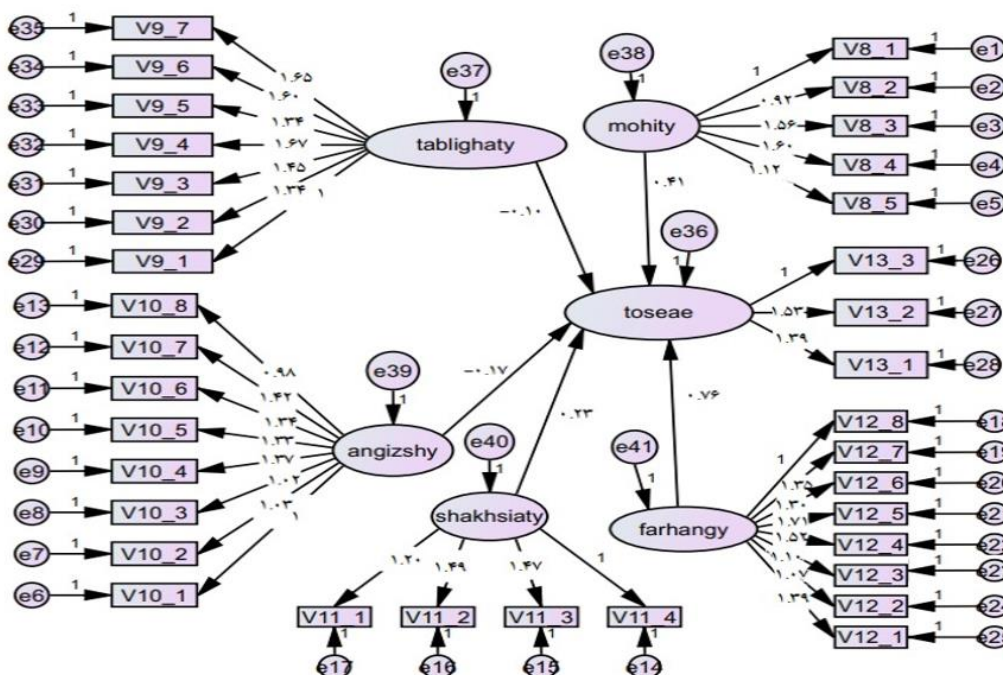 e35 1 V9_7
e34 1 V9_6
e33 1 V9_5
e32 1 V9_4
e31 1 V9_3
e30 1 V9_2
e29 1 V9_1
۱.۶۵
۱.۶۰
۱.۳۴
۱.۶۷
۱.۴۵
۱.۳۴
۱
e37
1
tablighaty
-۰.۱۰
e38
1
mohity
۰.۴۱
1
۰.۹۲
۱.۵۶
۱.۶۰
۱.۱۲
V8_1 1 e1
V8_2 1 e2
V8_3 1 e3
V8_4 1 e4
V8_5 1 e5
e36
1
toseae
1
۱.۵۳
۱.۳۹
V13_3 1 e26
V13_2 1 e27
V13_1 1 e28
e13 1 V10_8
e12 1 V10_7
e11 1 V10_6
e10 1 V10_5
e9 1 V10_4
e8 1 V10_3
e7 1 V10_2
e6 1 V10_1
۰.۹۸
۱.۴۲
۱.۳۴
۱.۳۳
۱.۳۷
۱.۰۲
۱.۰۳
۱
e39
1
angizshy
-۰.۱۷
e40
1
shakhsiaty
۰.۲۳
۱.۲۰
۱.۴۹
۱.۴۷
1
V11_1 V11_2 V11_3 V11_4
1 1 1 1
e17 e16 e15 e14
e41
1
farhangy
۰.۷۶
1
۱.۳۵
۱.۳۰
۱.۷۱
۱.۵۲
۱.۰۷
۱.۳۹
V12_8 1
V12_7 1
V12_6 1
V12_5 1
V12_4 1
V12_3 1
V12_2 1
V12_1 1